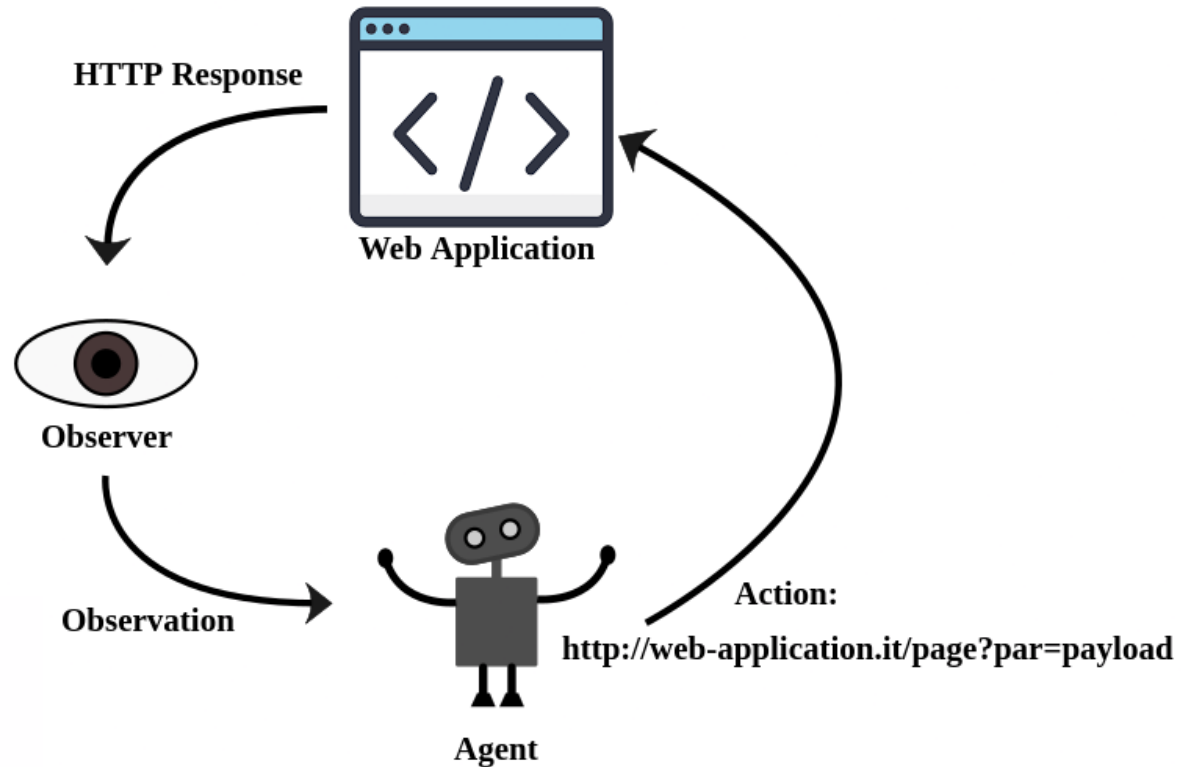 HTTP Response
Web Application
Observer
Observation
Action:
http://web-application.it/page?par=payload
Agent